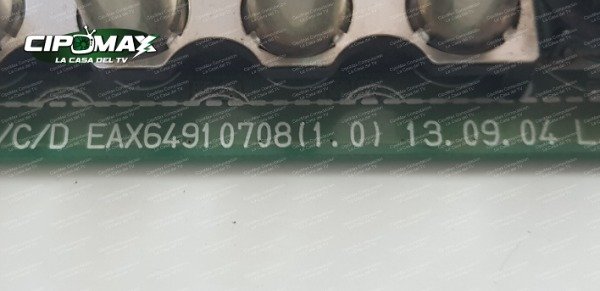 CIPOMAX
LA CASA DEL TV
/C/D EAX64910708(1.0) 13.09.04 L